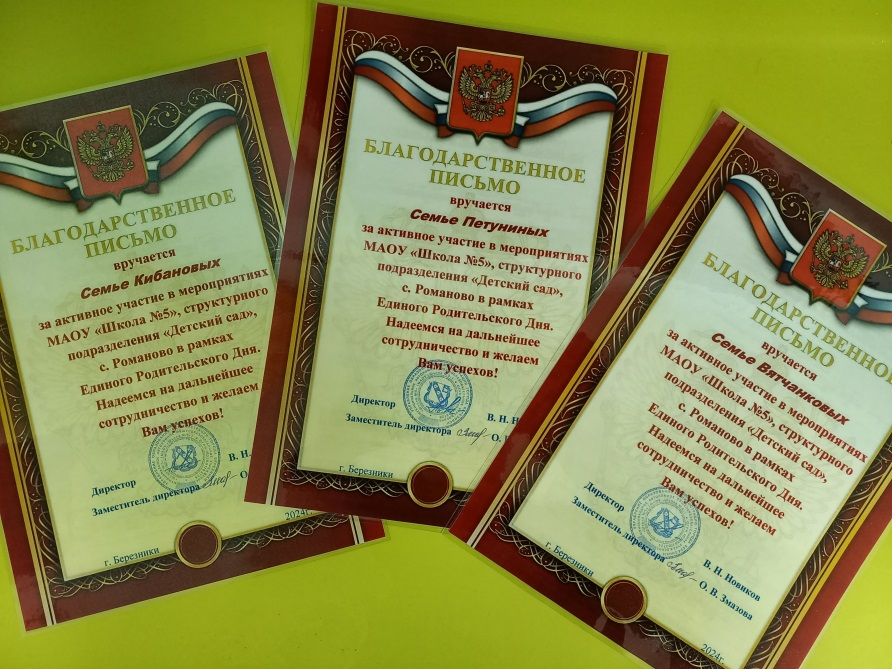 БЛАГОДАРСТВЕННОЕ
ПИСЬМО
вручается
Семье Кибановых
за активное участие в мероприятиях
МАОУ «Школа №5», структурного
подразделения «Детский сад»,
с. Романово в рамках
Единого Родительского Дня.
Надеемся на дальнейшее
сотрудничество и желаем
Вам успехов!
Директор В. Н.
Заместитель директора О.
2024г.
г. Березники
БЛАГОДАРСТВЕННОЕ
ПИСЬМО
вручается
Семье Петуниных
за активное участие в мероприятиях
МАОУ «Школа №5», структурного
подразделения «Детский сад»,
с. Романово в рамках
Единого Родительского Дня.
Надеемся на дальнейшее
сотрудничество и желаем
Вам успехов!
Директор В. Н. Н
Заместитель директора О. В
г. Березники
БЛАГОДАРСТВЕННОЕ
ПИСЬМО
вручается
Семье Вятчанковых
за активное участие в мероприятиях
МАОУ «Школа №5», структурного
подразделения «Детский сад»,
с. Романово в рамках
Единого Родительского Дня.
Надеемся на дальнейшее
сотрудничество и желаем
Вам успехов!
Директор В. Н. Новиков
Заместитель директора О. В. Змазова
г. Березники
2024г.